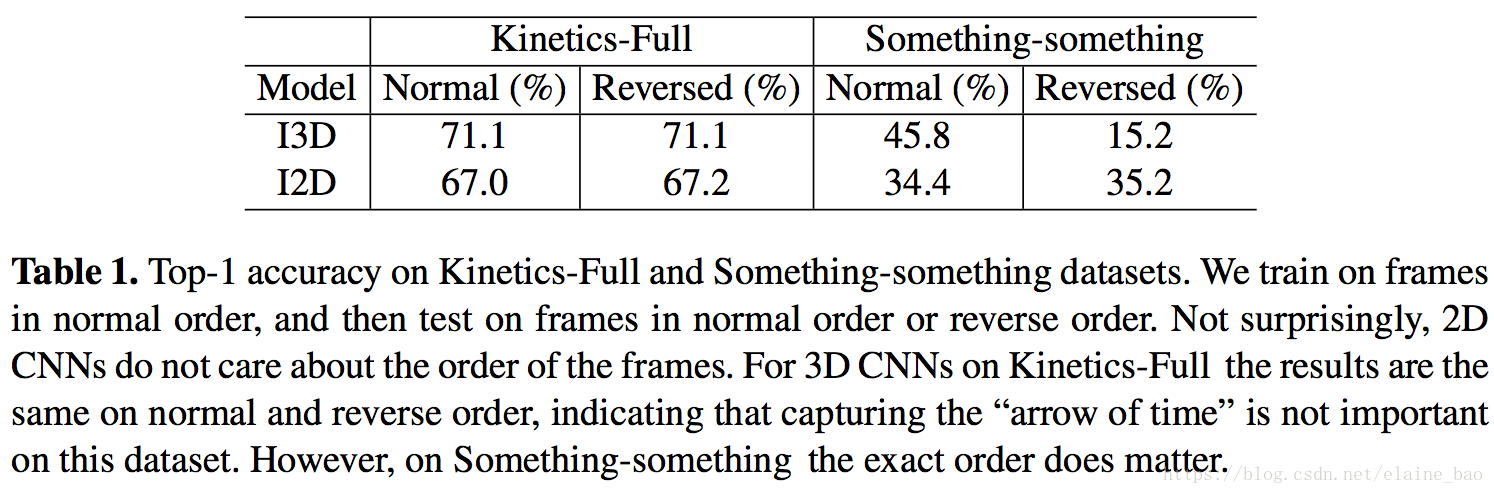 Kinetics-Full Something-something
Model Normal (%) Reversed (%) Normal (%) Reversed (%)
I3D 71.1 71.1 45.8 15.2
I2D 67.0 67.2 34.4 35.2
Table 1. Top-1 accuracy on Kinetics-Full and Something-something datasets. We train on frames
in normal order, and then test on frames in normal order or reverse order. Not surprisingly, 2D
CNNs do not care about the order of the frames. For 3D CNNs on Kinetics-Full the results are the
same on normal and reverse order, indicating that capturing the “arrow of time” is not important
on this dataset. However, on Something-something the exact order does matter.
https://blog.csdn.net/elaine_bao